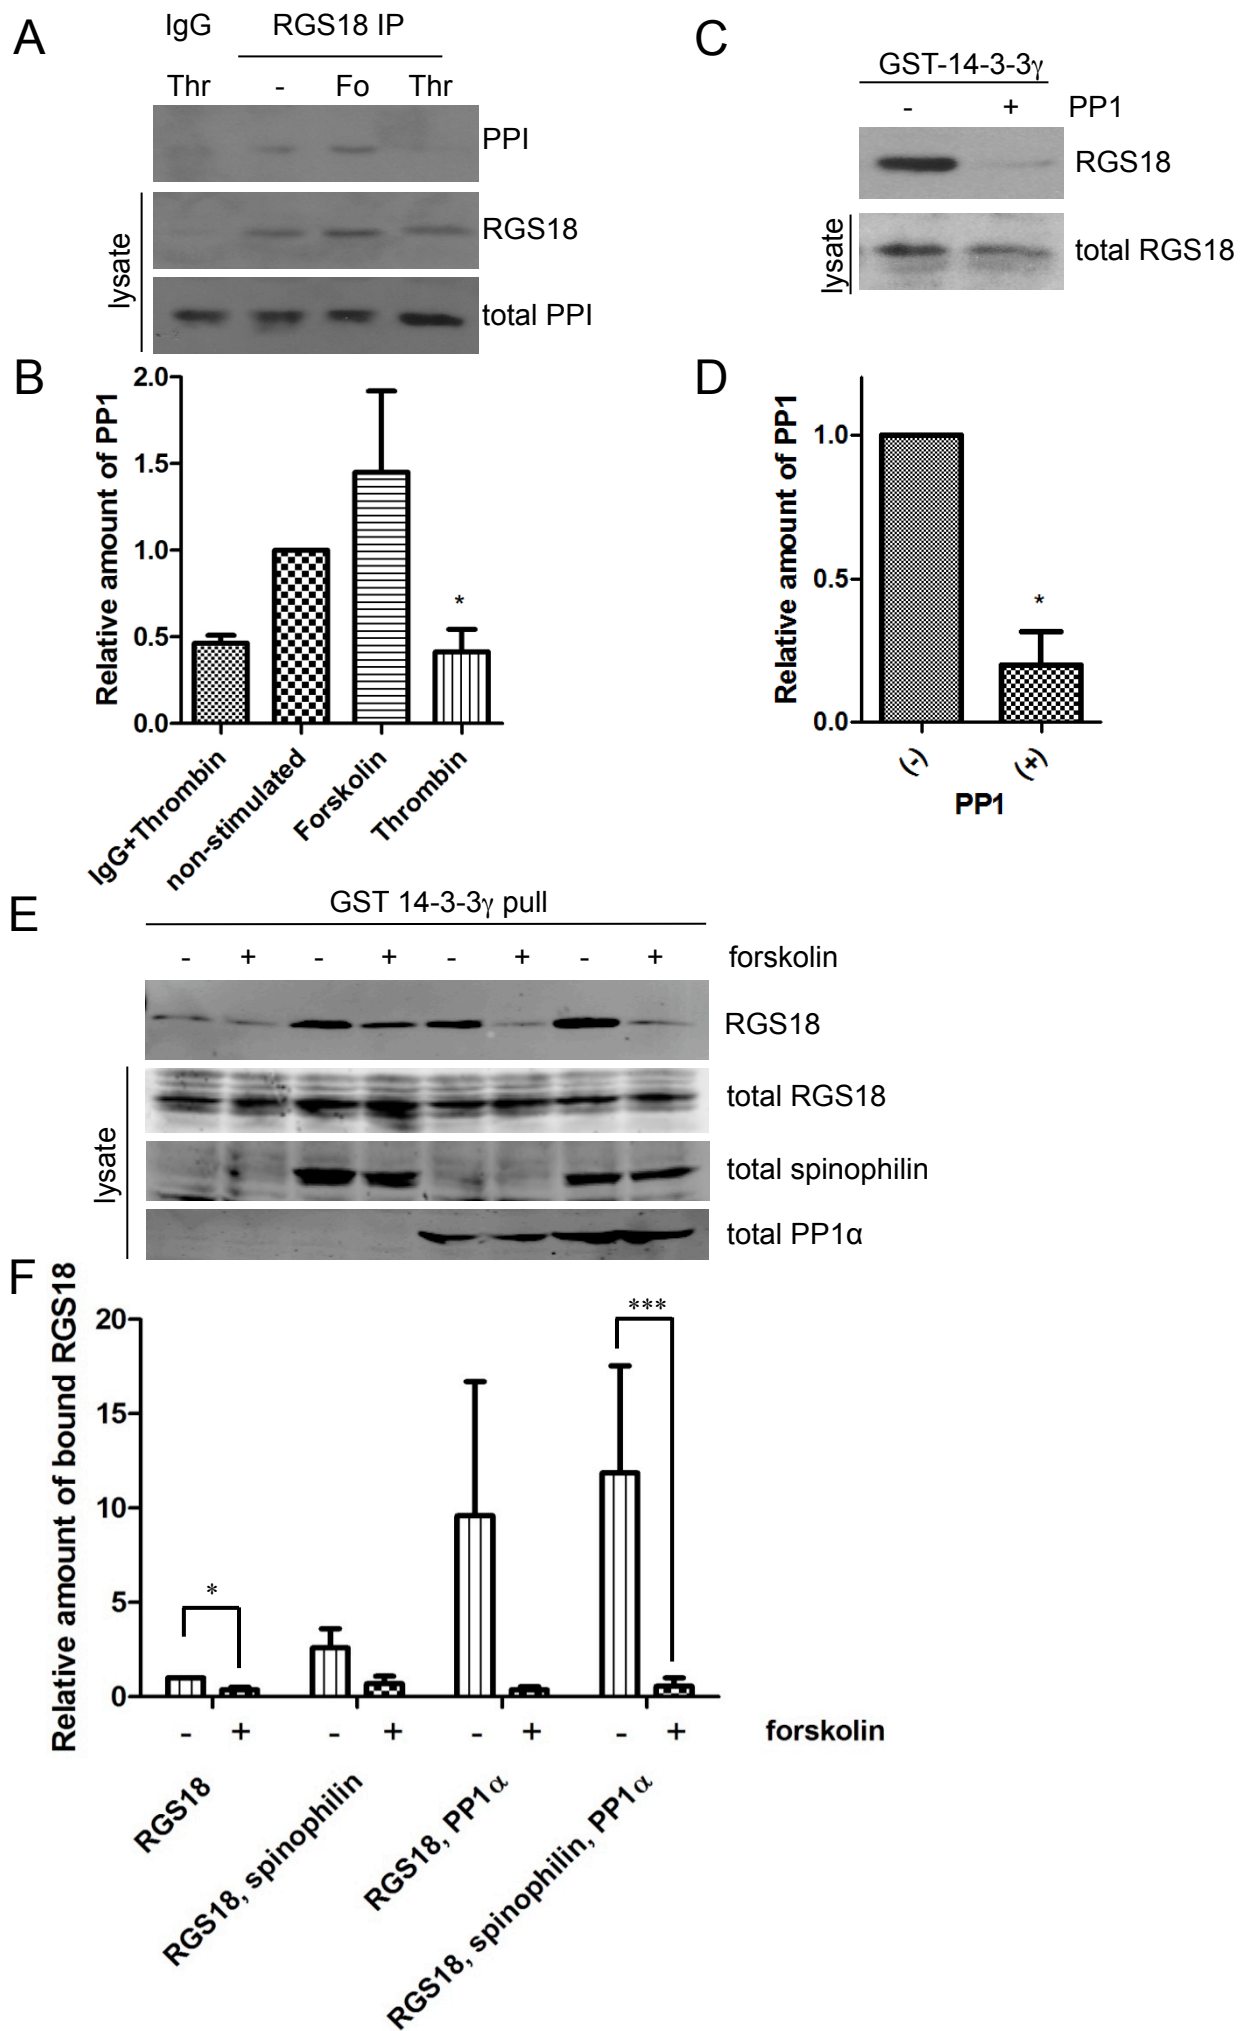 A
IgG
RGS18 IP
Thr
-
Fo
Thr
PPI
RGS18
total PPI
lysate
B
Relative amount of PP1
2.0
1.5
1.0
0.5
0.0
*
IgG+Thrombin
non-stimulated
Forskolin
Thrombin
C
GST-14-3-3γ
- + PP1
RGS18
total RGS18
lysate
D
Relative amount of PP1
1.0
0.5
0.0
*
(-)
(+)
PP1
E
GST 14-3-3γ pull
- + - + - + - + forskolin
RGS18
total RGS18
total spinophilin
total PP1α
lysate
F
Relative amount of bound RGS18
20
15
10
5
0
*
***
- + - + - + - + forskolin
RGS18
RGS18, spinophilin
RGS18, PP1α
RGS18, spinophilin, PP1α